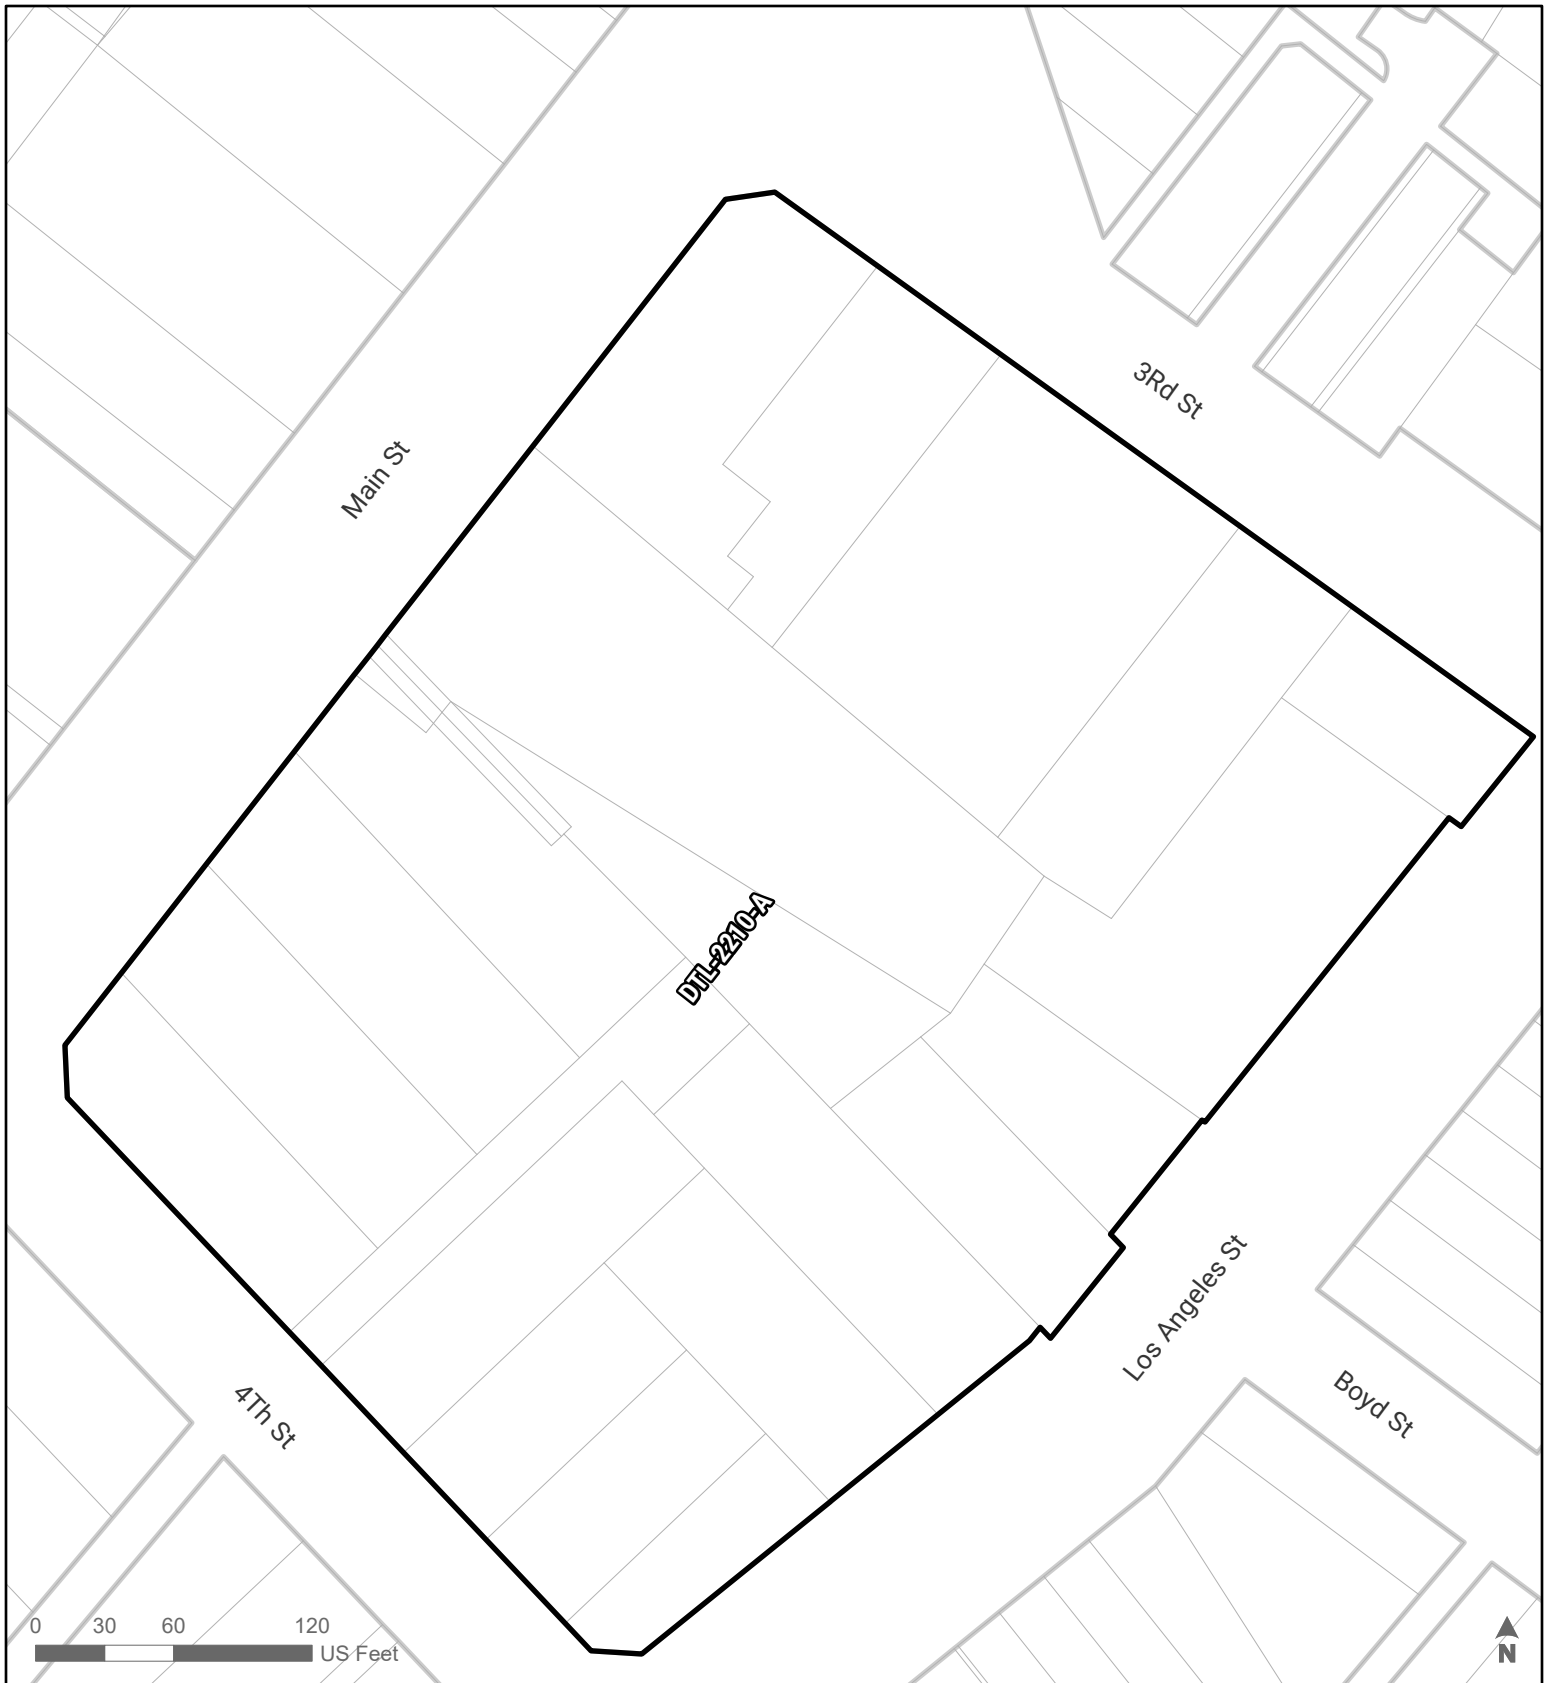 3Rd St
Main St
DTL-2210-A
Los Angeles St
Boyd St
4Th St
0 30 60 120
US Feet
N